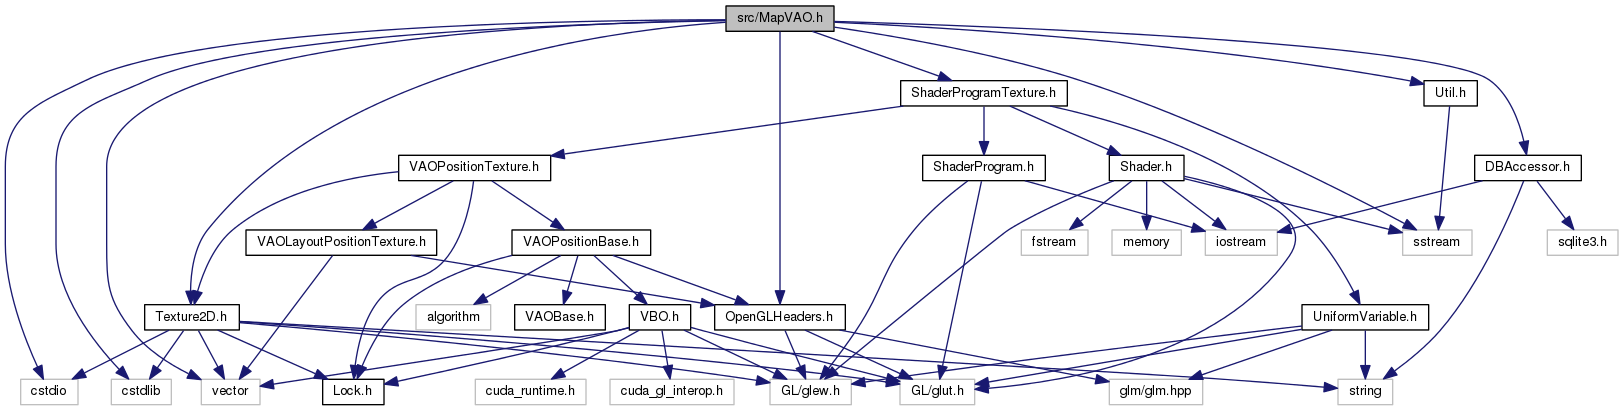 src/MapVAO.h
ShaderProgramTexture.h
Util.h
VAOPositionTexture.h
ShaderProgram.h
Shader.h
DBAccessor.h
VAOLayoutPositionTexture.h
VAOPositionBase.h
fstream
memory
iostream
sstream
sqlite3.h
Texture2D.h
algorithm
VAOBase.h
VBO.h
OpenGLHeaders.h
UniformVariable.h
cstdio
cstdlib
vector
Lock.h
cuda_runtime.h
cuda_gl_interop.h
GL/glew.h
GL/glut.h
glm/glm.hpp
string